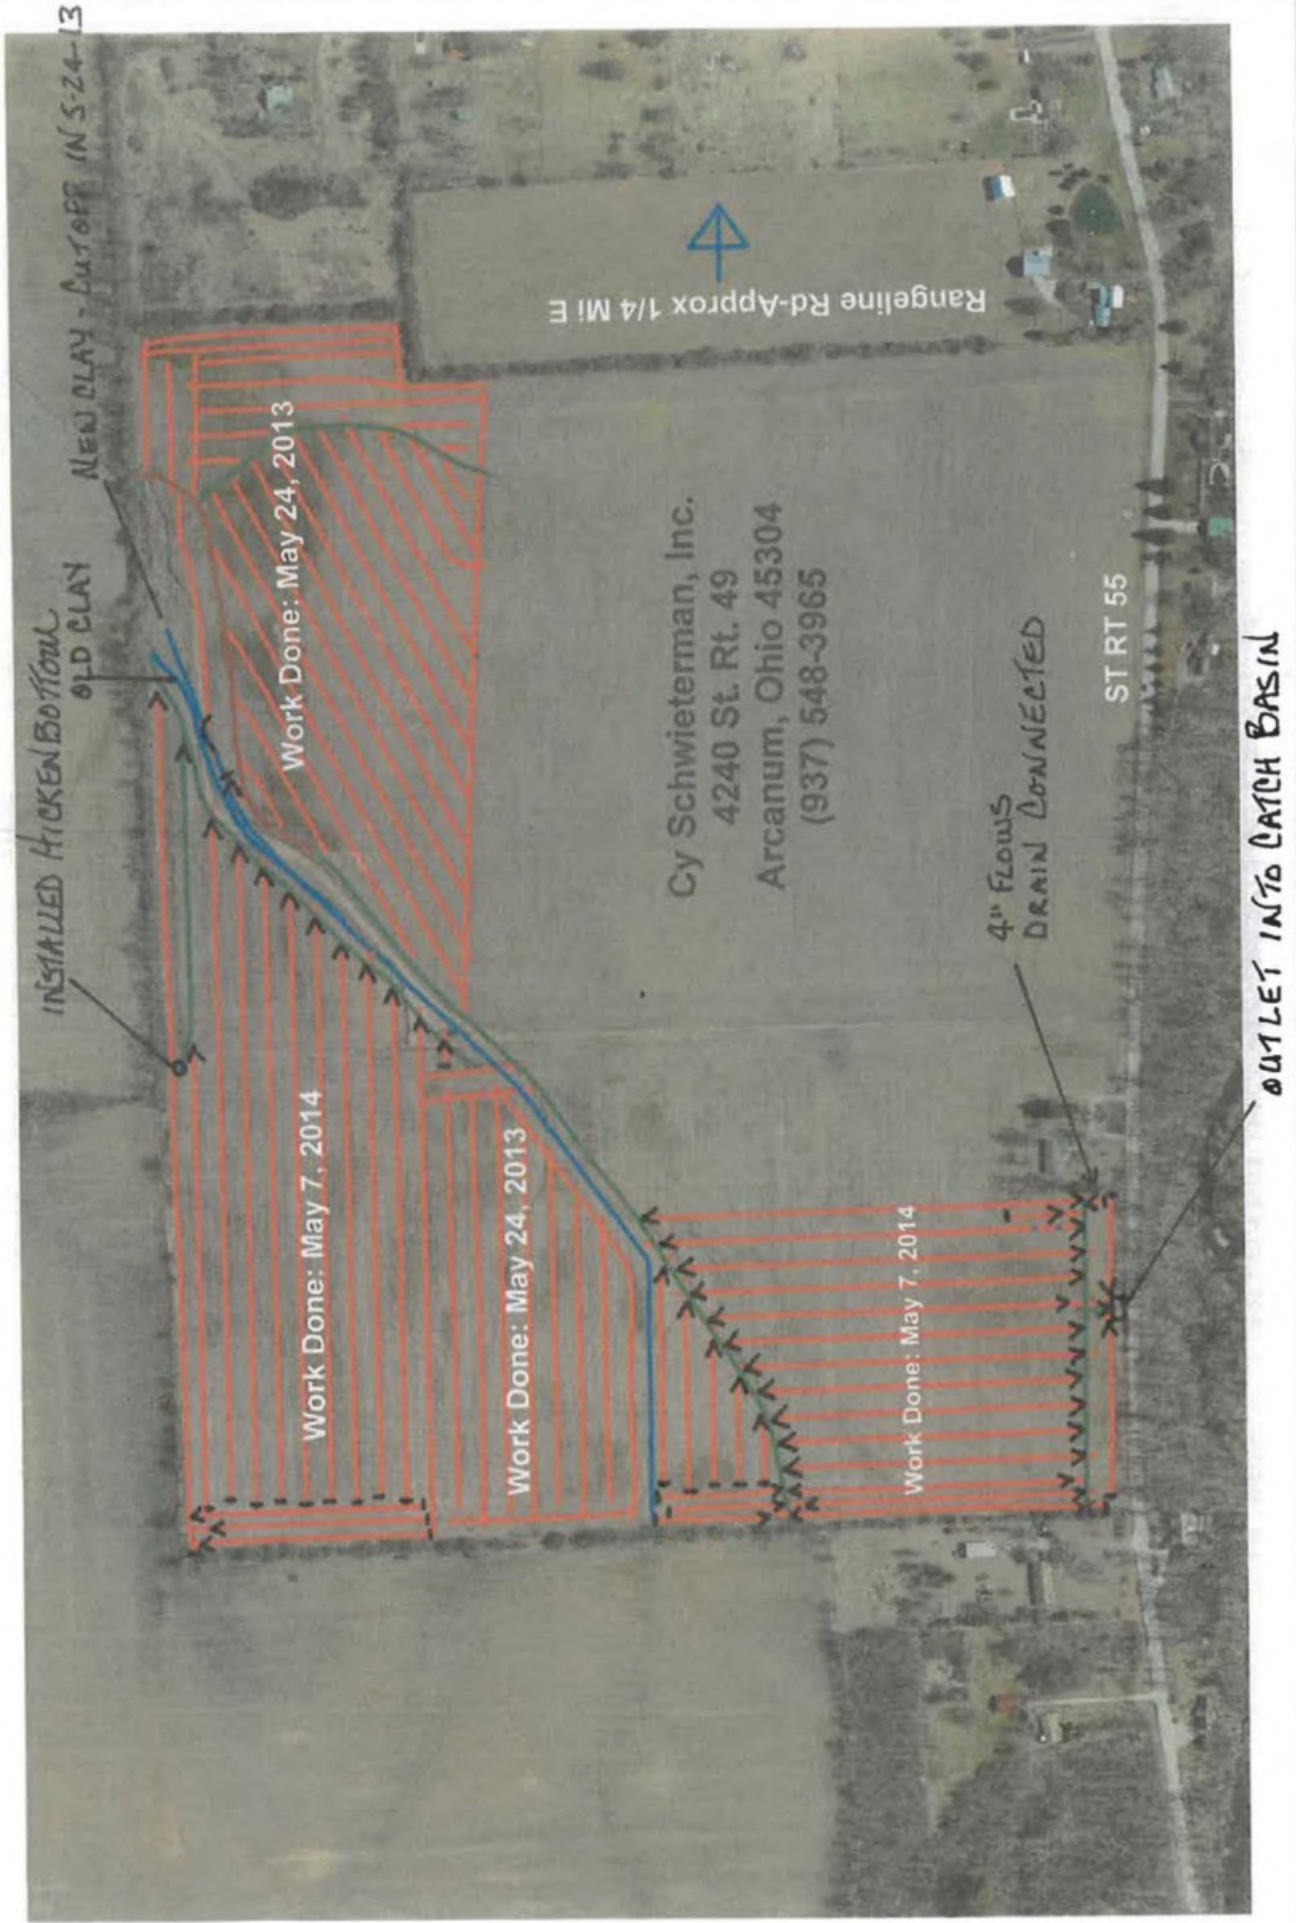 INSTALLED HICKENBOTTOM
OLD CLAY
NEW CLAY - CUTOFF IN 5-24-13
Work Done: May 7, 2014
Work Done: May 24, 2013
Work Done: May 24, 2013
Rangeline Rd-Approx 1/4 Mi E
Cy Schwieterman, Inc.
4240 St. Rt. 49
Arcanum, Ohio 45304
(937) 548-3965
Work Done: May 7, 2014
4" FLOWS
DRAIN CONNECTED
ST RT 55
OUTLET INTO CATCH BASIN